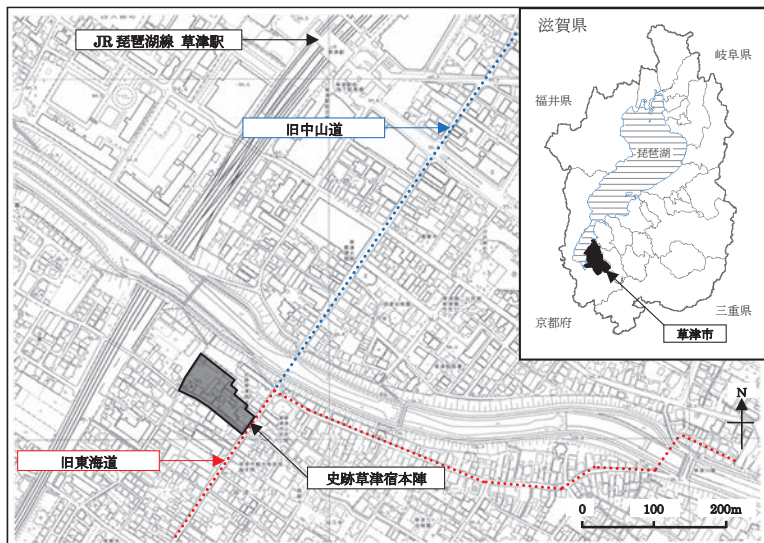 JR 琵琶湖線 草津駅
旧中山道
旧東海道
史跡草津宿本陣
滋賀県
岐阜県
福井県
琵琶湖
京都府
三重県
草津市
N
0 100 200m